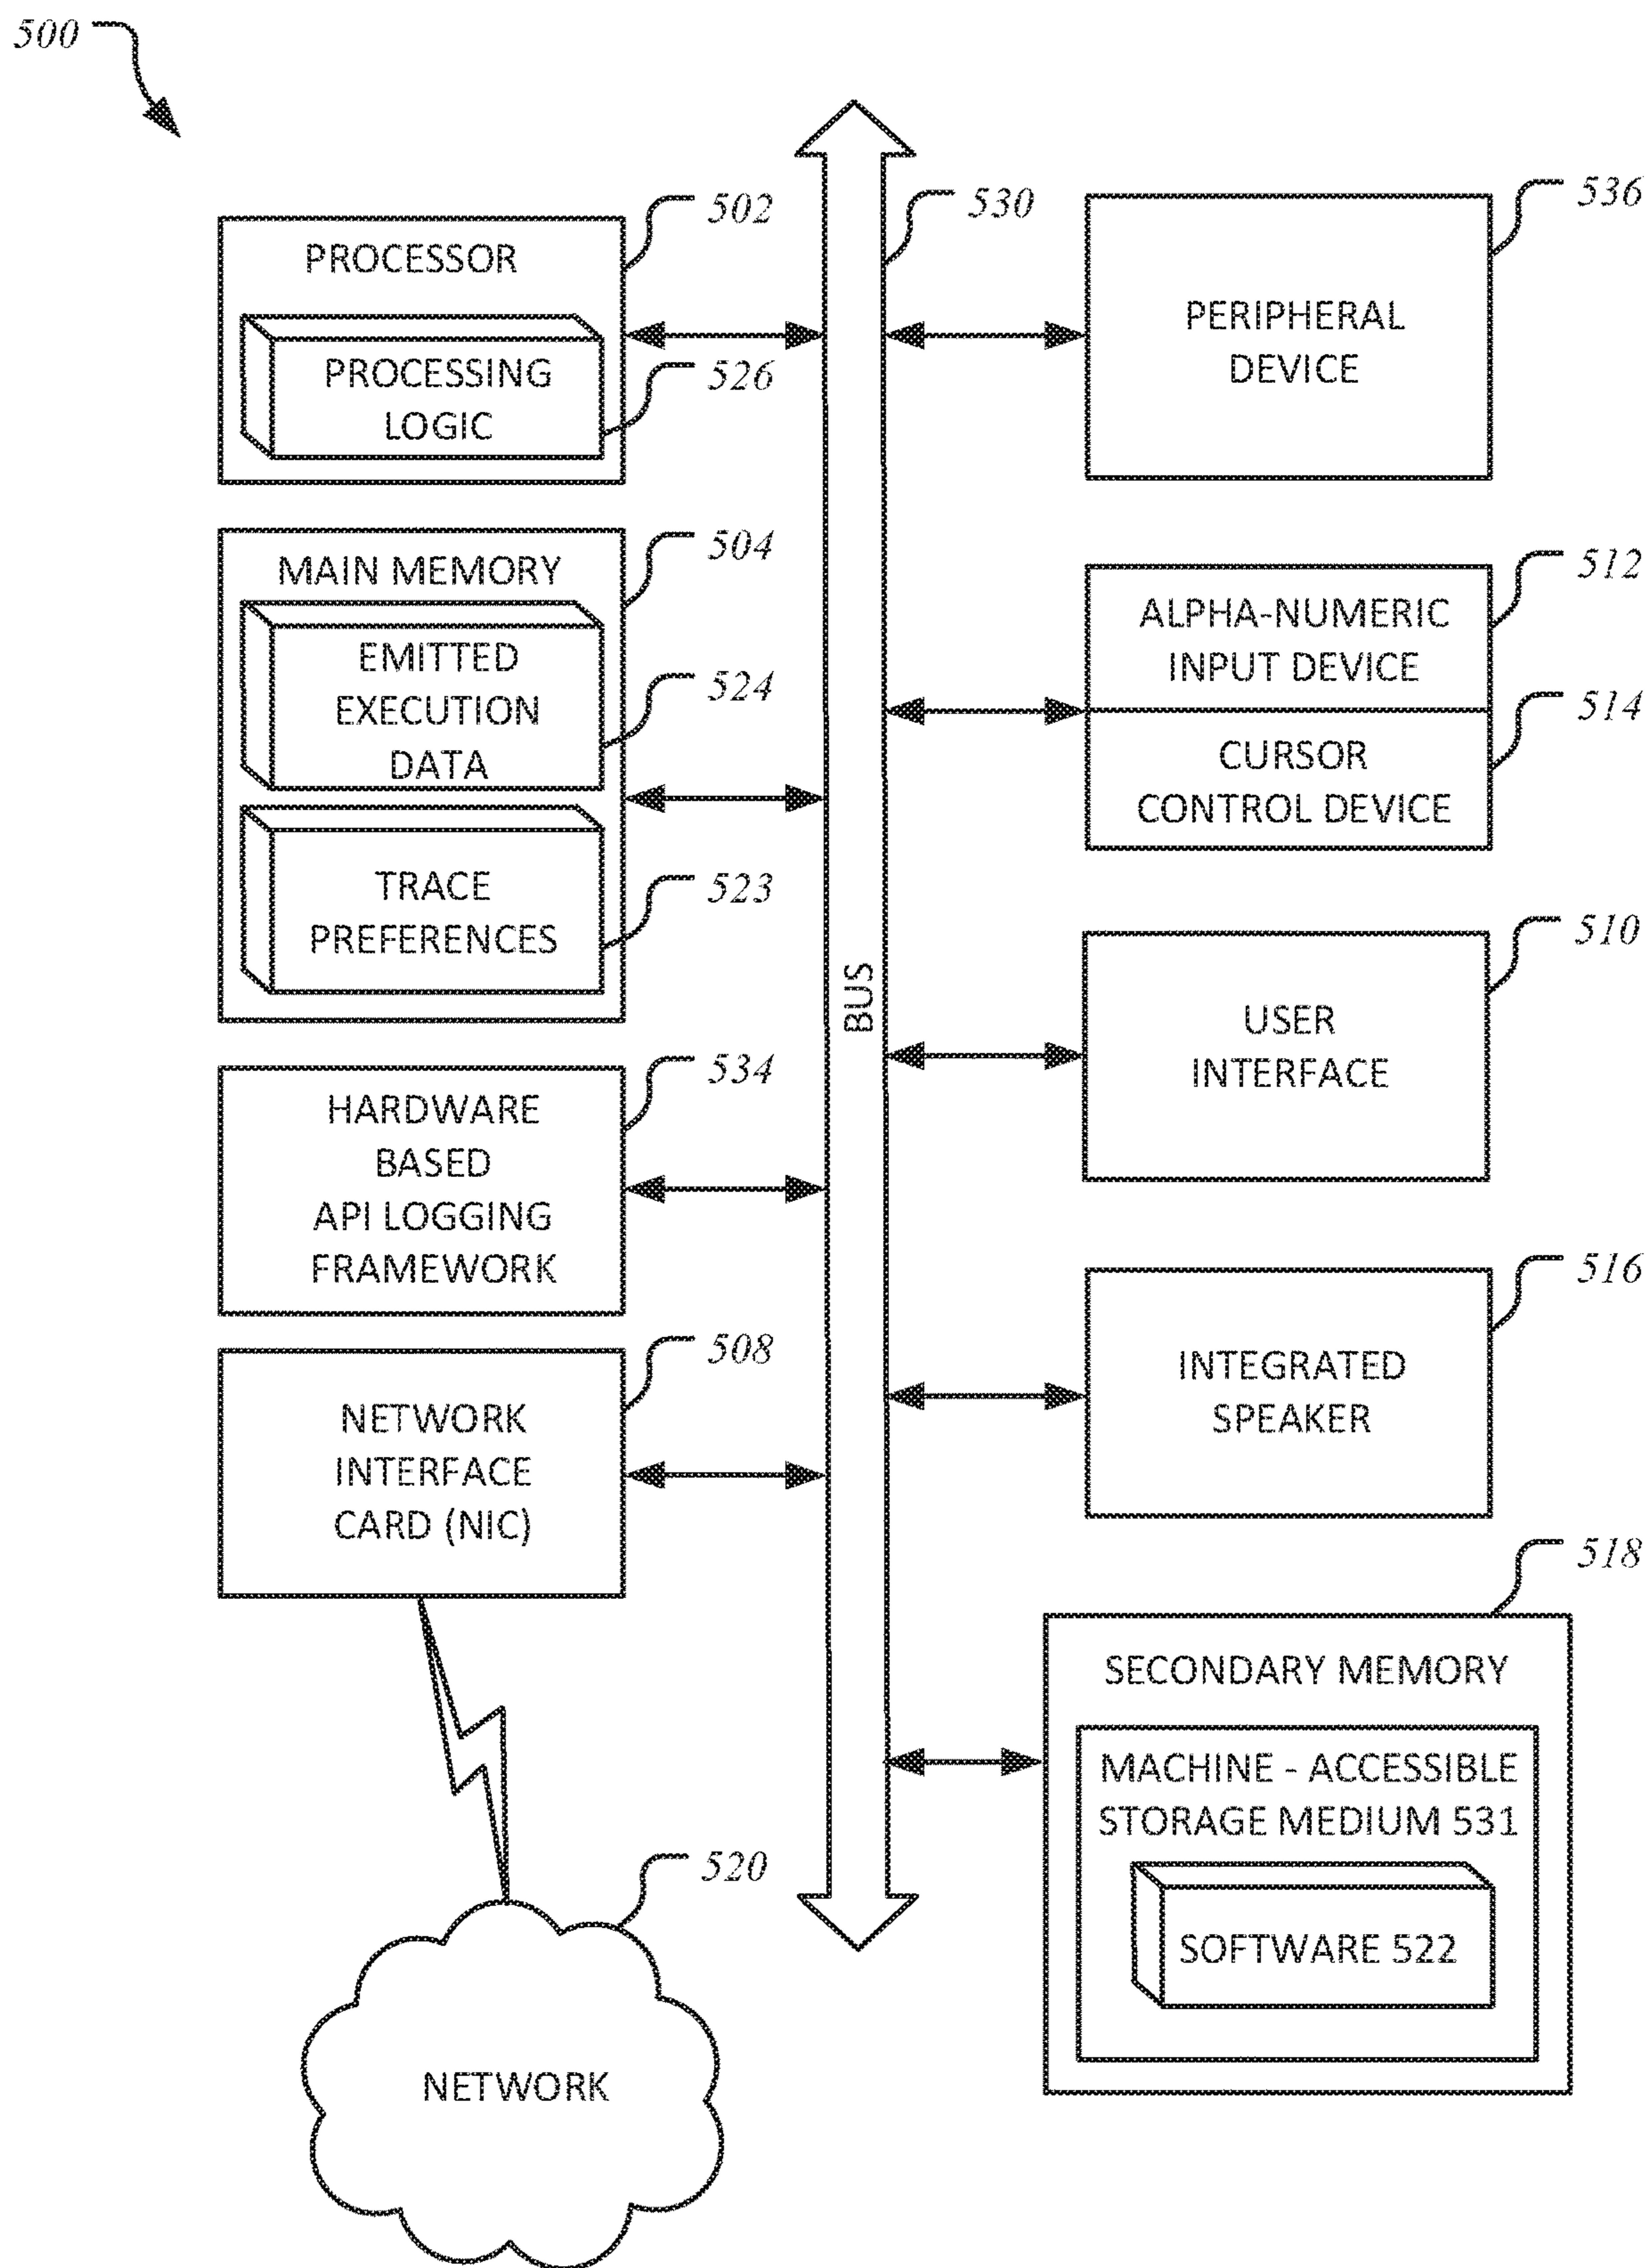 500
502
PROCESSOR
PROCESSING
LOGIC
526
504
MAIN MEMORY
EMITTED
EXECUTION
DATA
524
TRACE
PREFERENCES
523
534
HARDWARE
BASED
API LOGGING
FRAMEWORK
508
NETWORK
INTERFACE
CARD (NIC)
520
NETWORK
530
BUS
536
PERIPHERAL
DEVICE
512
ALPHA-NUMERIC
INPUT DEVICE
514
CURSOR
CONTROL DEVICE
510
USER
INTERFACE
516
INTEGRATED
SPEAKER
518
SECONDARY MEMORY
MACHINE - ACCESSIBLE
STORAGE MEDIUM 531
SOFTWARE 522